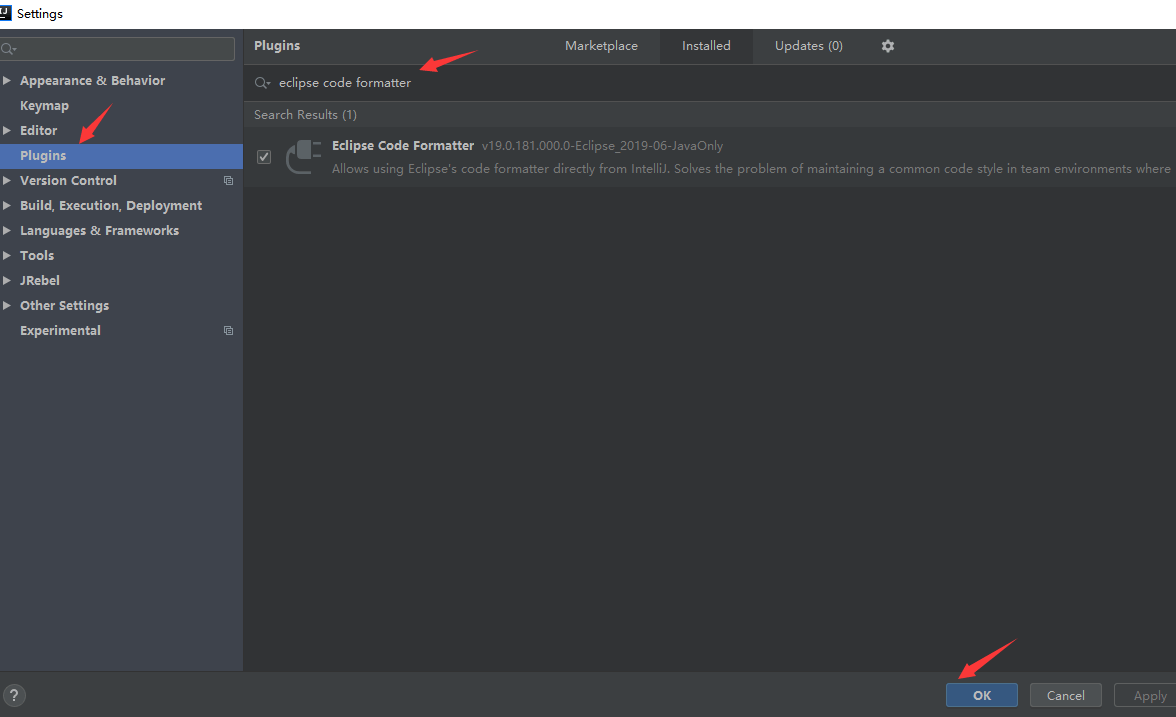 Settings
Plugins
Marketplace
Installed
Updates (0)
eclipse code formatter
Search Results (1)
Eclipse Code Formatter v19.0.181.000.0-Eclipse_2019-06-JavaOnly
Allows using Eclipse's code formatter directly from IntelliJ. Solves the problem of maintaining a common code style in team environments where
Appearance & Behavior
Keymap
Editor
Plugins
Version Control
Build, Execution, Deployment
Languages & Frameworks
Tools
JRebel
Other Settings
Experimental
?
OK
Cancel
Apply